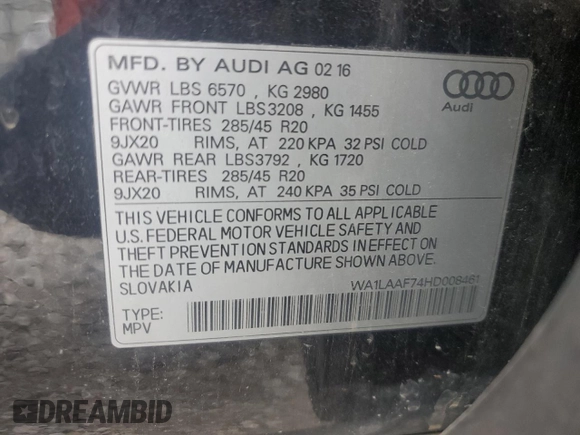 MFD. BY AUDI AG 02 16
GVWR LBS 6570 , KG 2980
GAWR FRONT LBS3208 , KG 1455
FRONT-TIRES 285/45 R20
9JX20 RIMS, AT 220 KPA 32 PSI COLD
GAWR REAR LBS3792 , KG 1720
REAR-TIRES 285/45 R20
9JX20 RIMS, AT 240 KPA 35 PSI COLD
Audi
THIS VEHICLE CONFORMS TO ALL APPLICABLE
U.S. FEDERAL MOTOR VEHICLE SAFETY AND
THEFT PREVENTION STANDARDS IN EFFECT ON
THE DATE OF MANUFACTURE SHOWN ABOVE.
SLOVAKIA
WA1LAAF74HD008461
TYPE:
MPV
DREAMBID